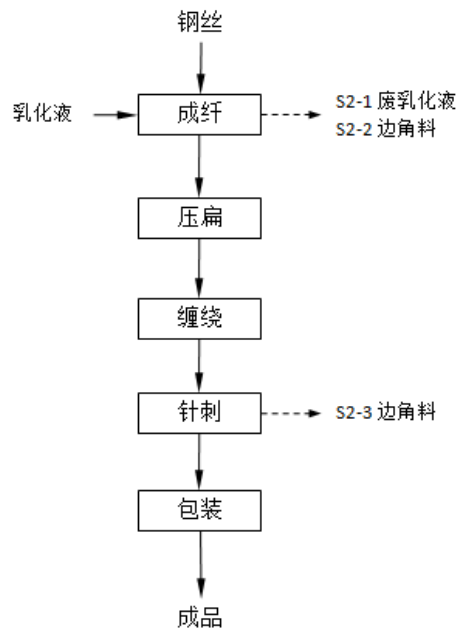 钢丝
乳化液
成纤
S2-1 废乳化液
S2-2 边角料
压扁
缠绕
针刺
S2-3 边角料
包装
成品